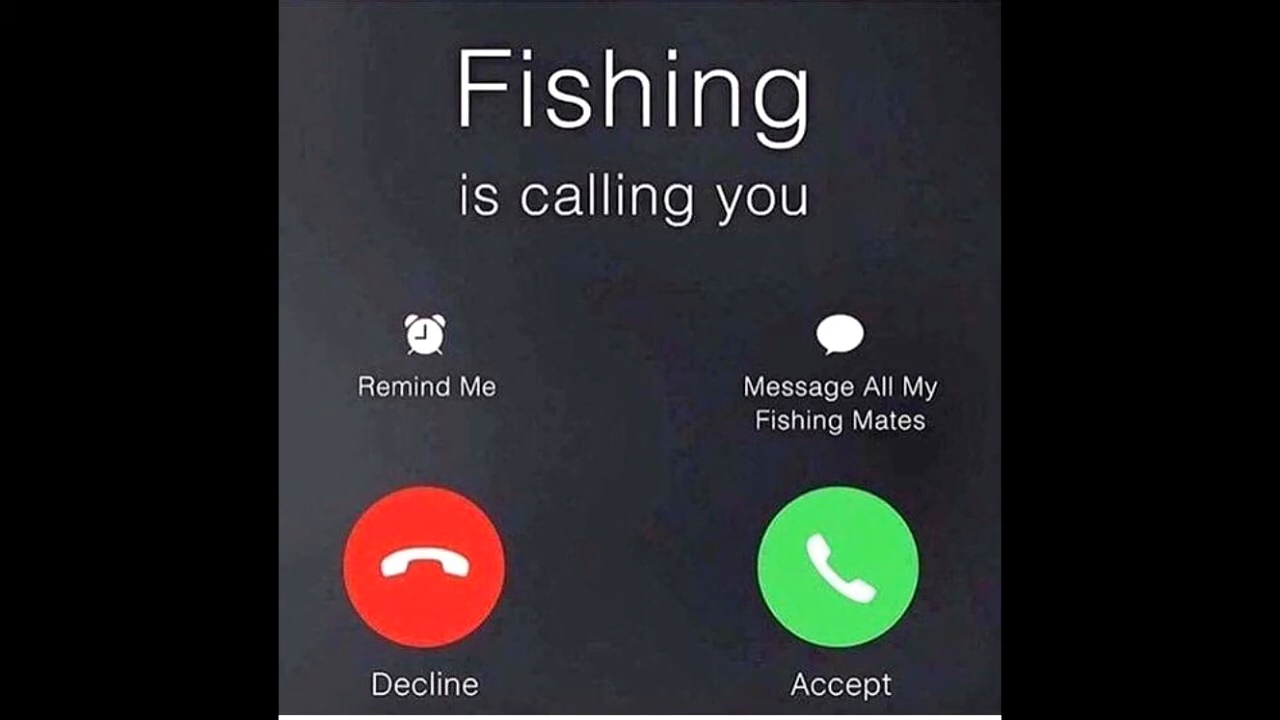 Fishing
is calling you
Remind Me
Message All My
Fishing Mates
Decline
Accept